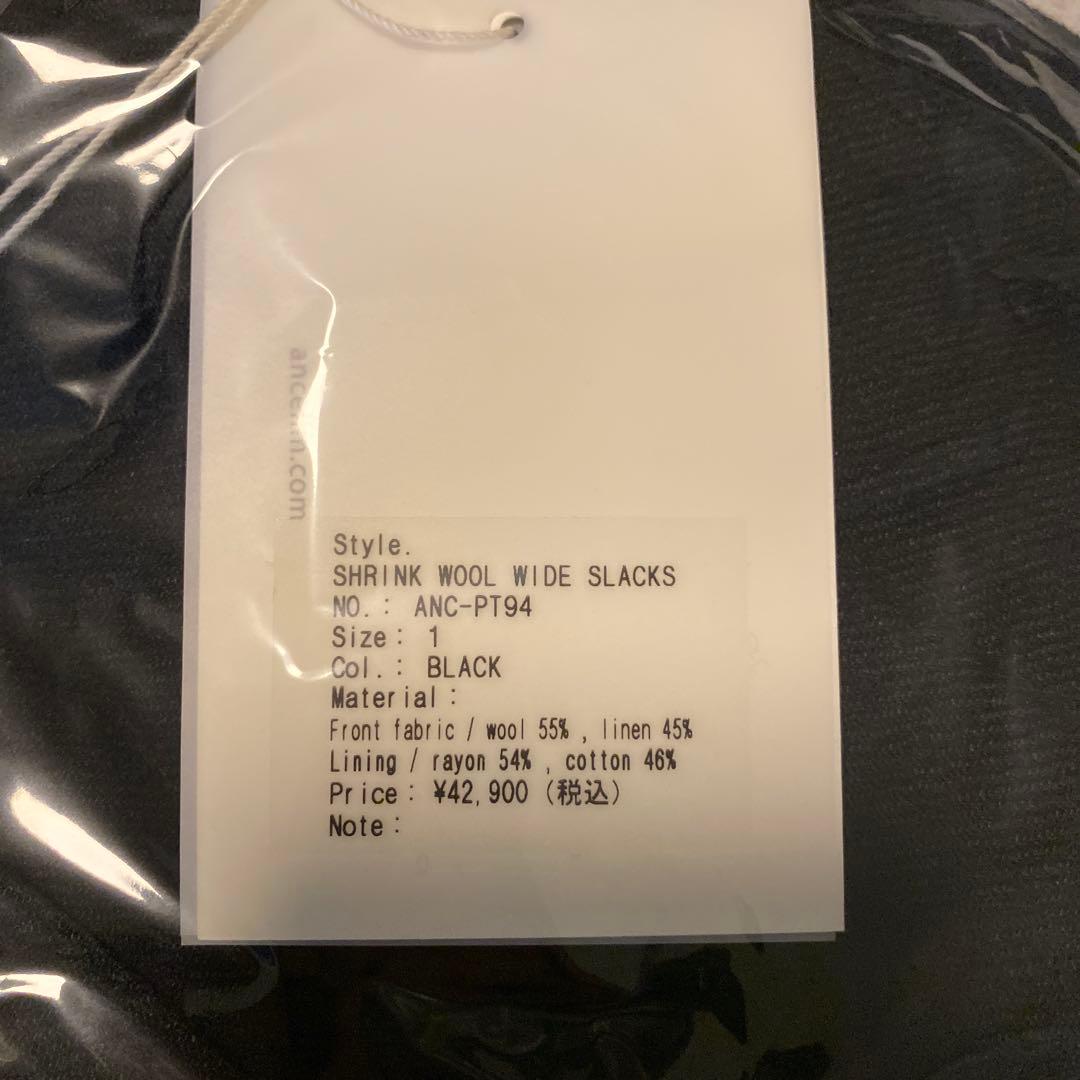 Style.
SHRINK WOOL WIDE SLACKS
NO.: ANC-PT94
Size: 1
Col.: BLACK
Material:
Front fabric / wool 55% , linen 45%
Lining / rayon 54% , cotton 46%
Price: ¥42,900 (税込)
Note: